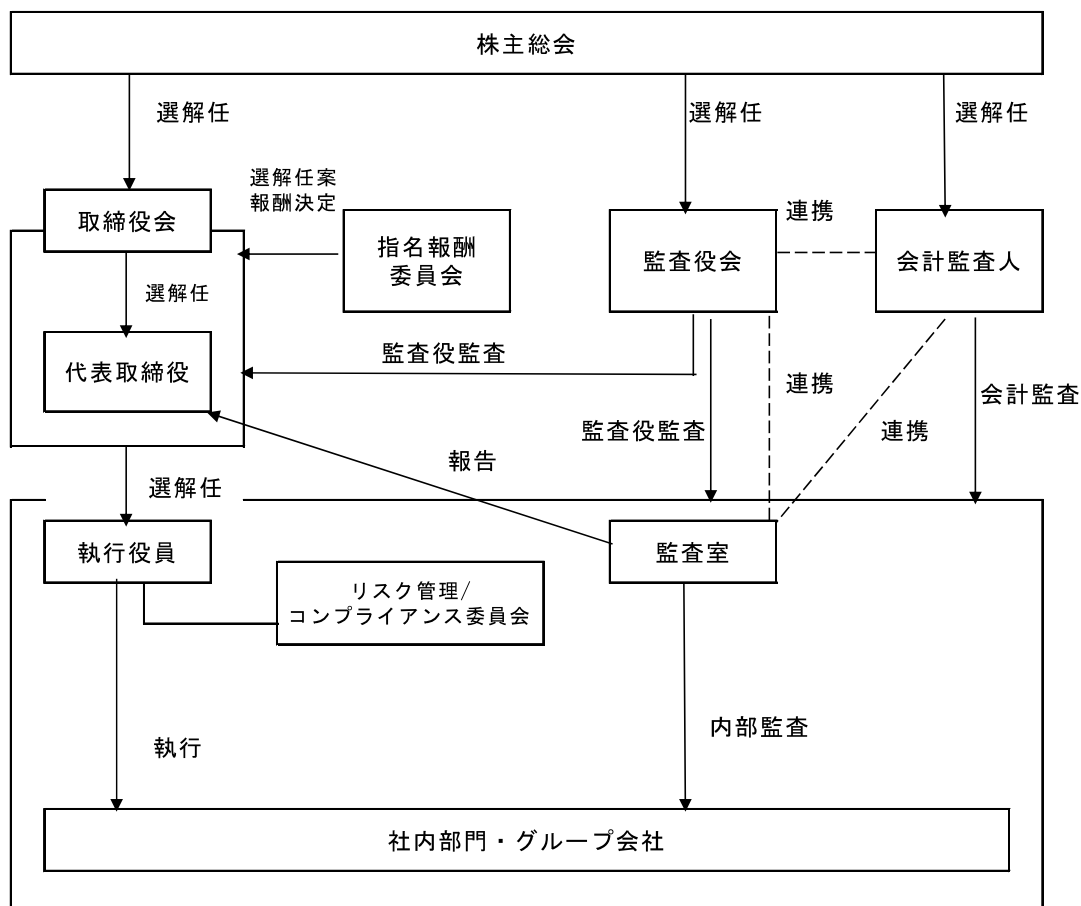 株主総会
選解任
選解任
選解任
取締役会
選解任案
報酬決定
指名報酬
委員会
監査役会
連携
会計監査人
選解任
代表取締役
監査役監査
連携
会計監査
監査役監査
連携
報告
選解任
執行役員
監査室
リスク管理/
コンプライアンス委員会
執行
内部監査
社内部門・グループ会社